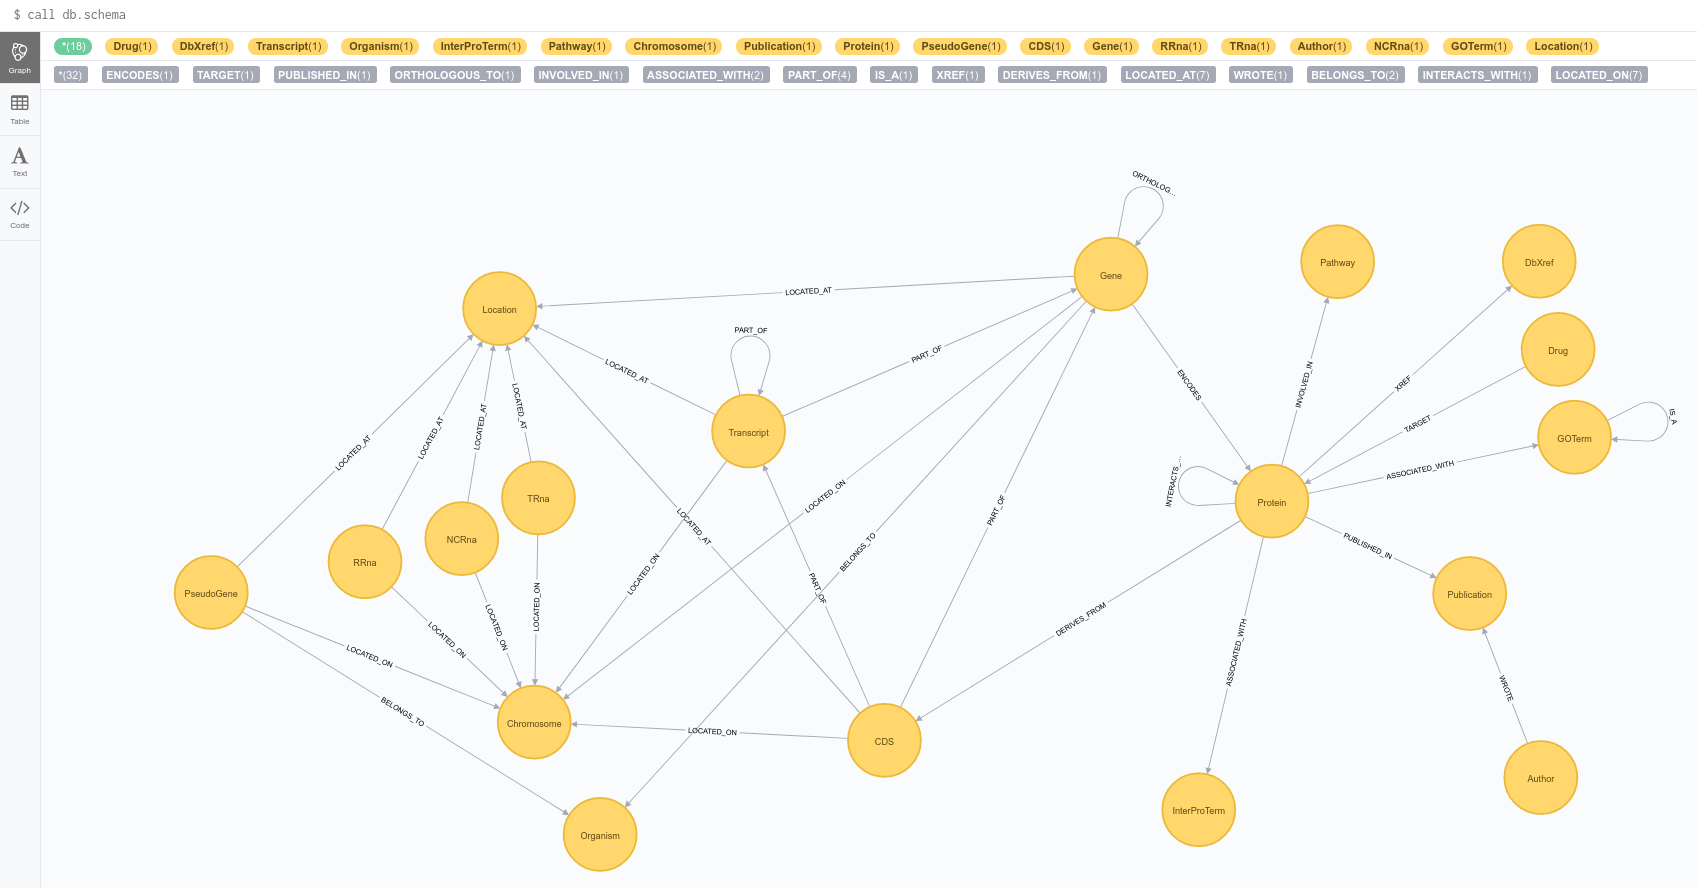 $ call db.schema
*(18) Drug(1) DbXref(1) Transcript(1) Organism(1) InterProTerm(1) Pathway(1) Chromosome(1) Publication(1) Protein(1) PseudoGene(1) CDS(1) Gene(1) RRna(1) TRna(1) Author(1) NCRna(1) GOTerm(1) Location(1)
*(32) ENCODES(1) TARGET(1) PUBLISHED_IN(1) ORTHOLOGOUS_TO(1) INVOLVED_IN(1) ASSOCIATED_WITH(2) PART_OF(4) IS_A(1) XREF(1) DERIVES_FROM(1) LOCATED_AT(7) WROTE(1) BELONGS_TO(2) INTERACTS_WITH(1) LOCATED_ON(7)
Graph
Table
A
Text
</>
Code
ORTHOLOG...
Gene
Pathway
DbXref
LOCATED_AT
Location
PART_OF
Drug
LOCATED_AT
PART_OF
ENCODES
INVOLVED_IN
XREF
TARGET
IS_A
LOCATED_AT
LOCATED_AT
LOCATED_AT
LOCATED_AT
Transcript
GOTerm
ASSOCIATED_WITH
INTERACTS_...
Protein
TRna
LOCATED_ON
LOCATED_AT
PART_OF
NCRna
BELONGS_TO
PUBLISHED_IN
RRna
LOCATED_ON
PART_OF
PseudoGene
Publication
LOCATED_ON
LOCATED_ON
LOCATED_ON
LOCATED_ON
DERIVES_FROM
ASSOCIATED_WITH
WROTE
BELONGS_TO
Chromosome
LOCATED_ON
CDS
Author
InterProTerm
Organism